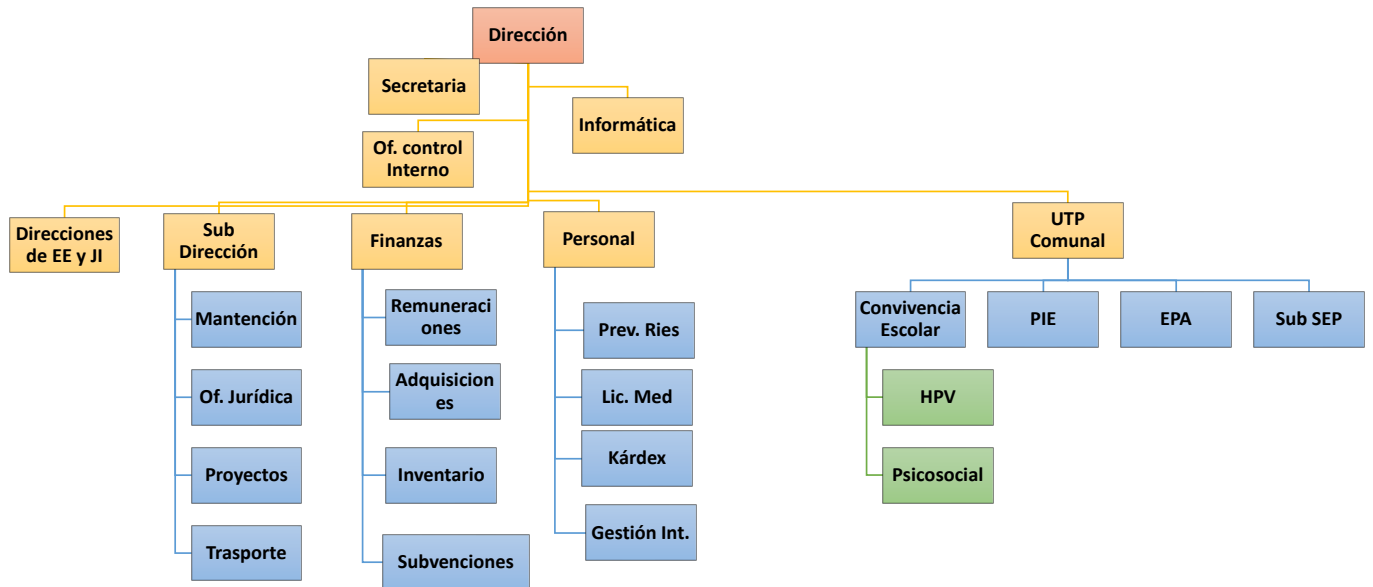 Dirección
Secretaria
Informática
Of. control
Interno
Direcciones
de EE y JI
Sub
Dirección
Finanzas
Personal
UTP
Comunal
Mantención
Of. Jurídica
Proyectos
Trasporte
Remuneraci
ones
Adquisicion
es
Inventario
Subvenciones
Prev. Ries
Lic. Med
Kárdex
Gestión Int.
Convivencia
Escolar
PIE
EPA
Sub SEP
HPV
Psicosocial